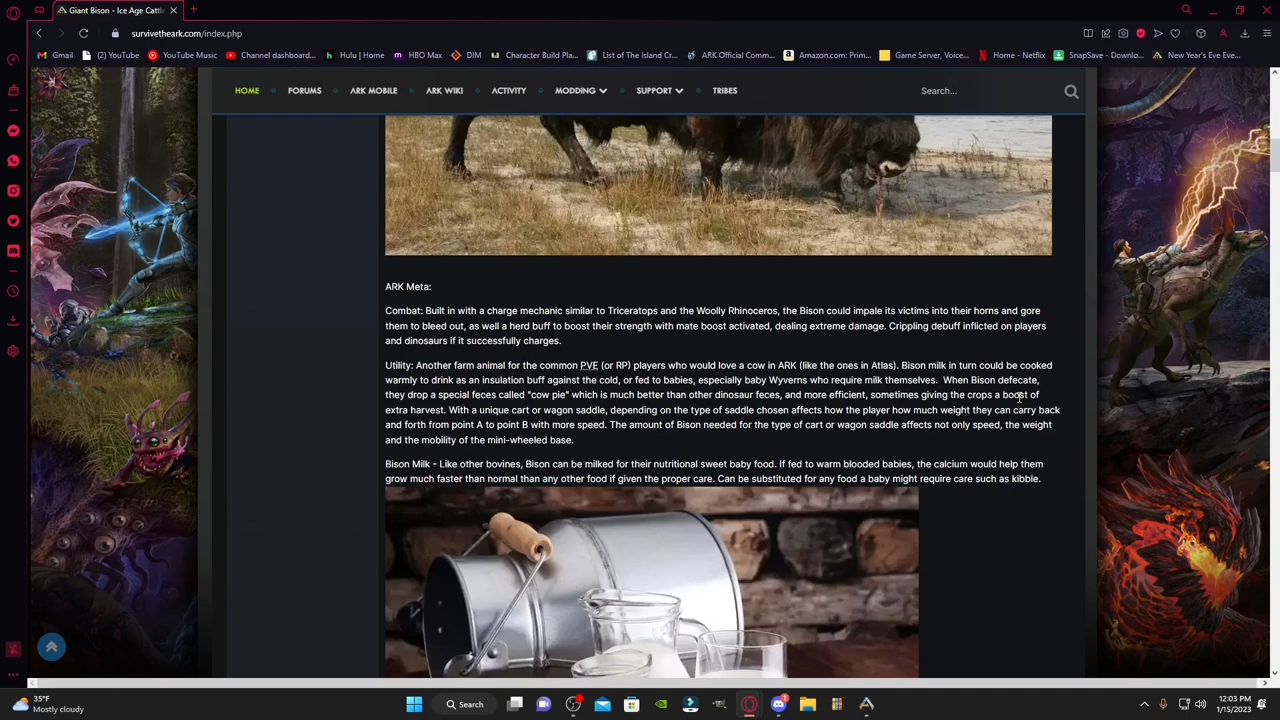 Giant Bison - Ice Age Cattl
survivetheark.com/index.php
Gmail (2) YouTube YouTube Music Channel dashboard... Hulu | Home HBO Max DIM Character Build Pla... List of The Island Cr... ARK Official Comm... Amazon.com: Prim... Game Server, Voice... Home - Netflix SnapSave - Downlo... New Year's Eve Eve...
HOME FORUMS ARK MOBILE ARK WIKI ACTIVITY MODDING SUPPORT TRIBES Search...
ARK Meta:
Combat: Built in with a charge mechanic similar to Triceratops and the Woolly Rhinoceros, the Bison could impale its victims into their horns and gore
them to bleed out, as well a herd buff to boost their strength with mate boost activated, dealing extreme damage. Crippling debuff inflicted on players
and dinosaurs if it successfully charges.
Utility: Another farm animal for the common PVE (or RP) players who would love a cow in ARK (like the ones in Atlas). Bison milk in turn could be cooked
warmly to drink as an insulation buff against the cold, or fed to babies, especially baby Wyverns who require milk themselves.  When Bison defecate,
they drop a special feces called "cow pie" which is much better than other dinosaur feces, and more efficient, sometimes giving the crops a boost of
extra harvest. With a unique cart or wagon saddle, depending on the type of saddle chosen affects how the player how much weight they can carry back
and forth from point A to point B with more speed. The amount of Bison needed for the type of cart or wagon saddle affects not only speed, the weight
and the mobility of the mini-wheeled base.
Bison Milk - Like other bovines, Bison can be milked for their nutritional sweet baby food. If fed to warm blooded babies, the calcium would help them
grow much faster than normal than any other food if given the proper care. Can be substituted for any food a baby might require care such as kibble.
35°F
Mostly cloudy
Search
1
12:03 PM
1/15/2023